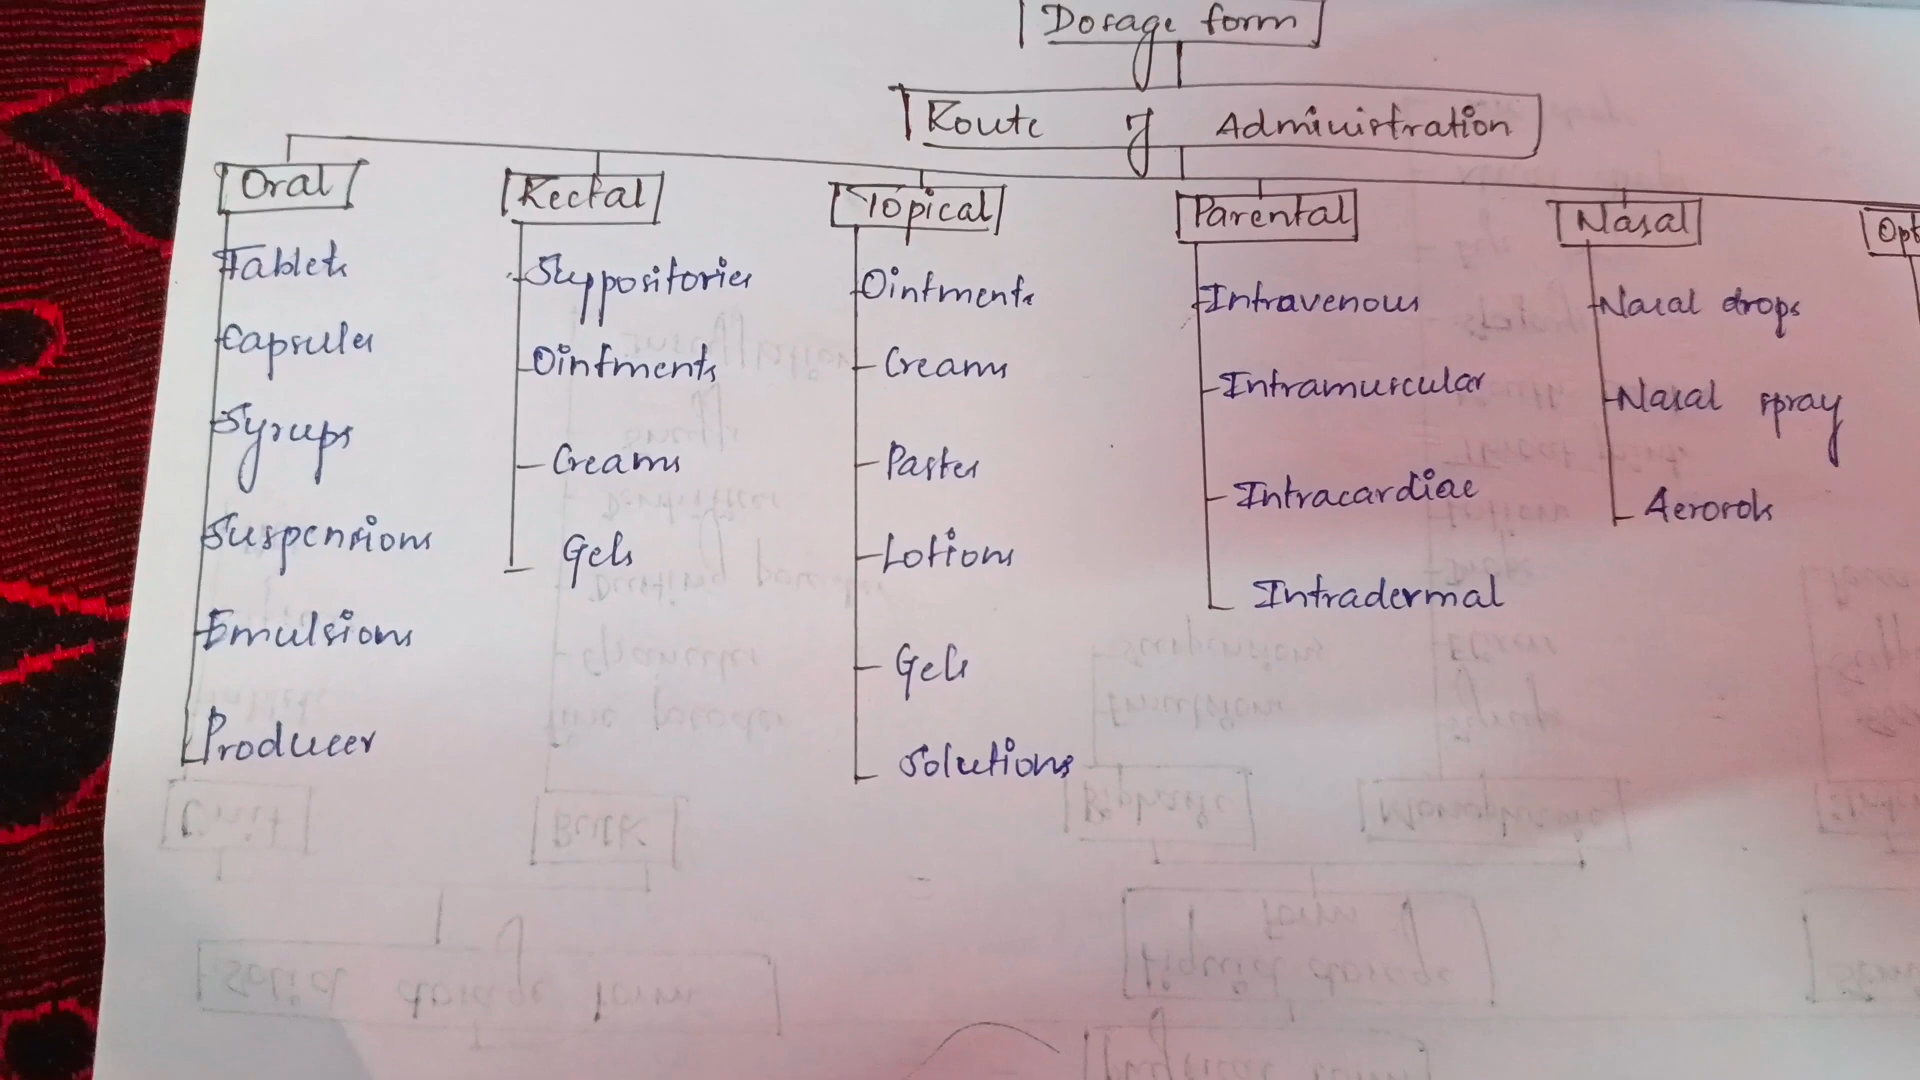 Dosage form
Route of Administration
Oral
Tablets
Capsules
Syrups
Suspensions
Emulsions
Producer
Rectal
Suppositories
Ointments
Creams
Gels
Topical
Ointments
Creams
Pastes
Lotions
Gels
Solutions
Parental
Intravenous
Intramuscular
Intracardiac
Intradermal
Nasal
Nasal drops
Nasal spray
Aerosols
Opt